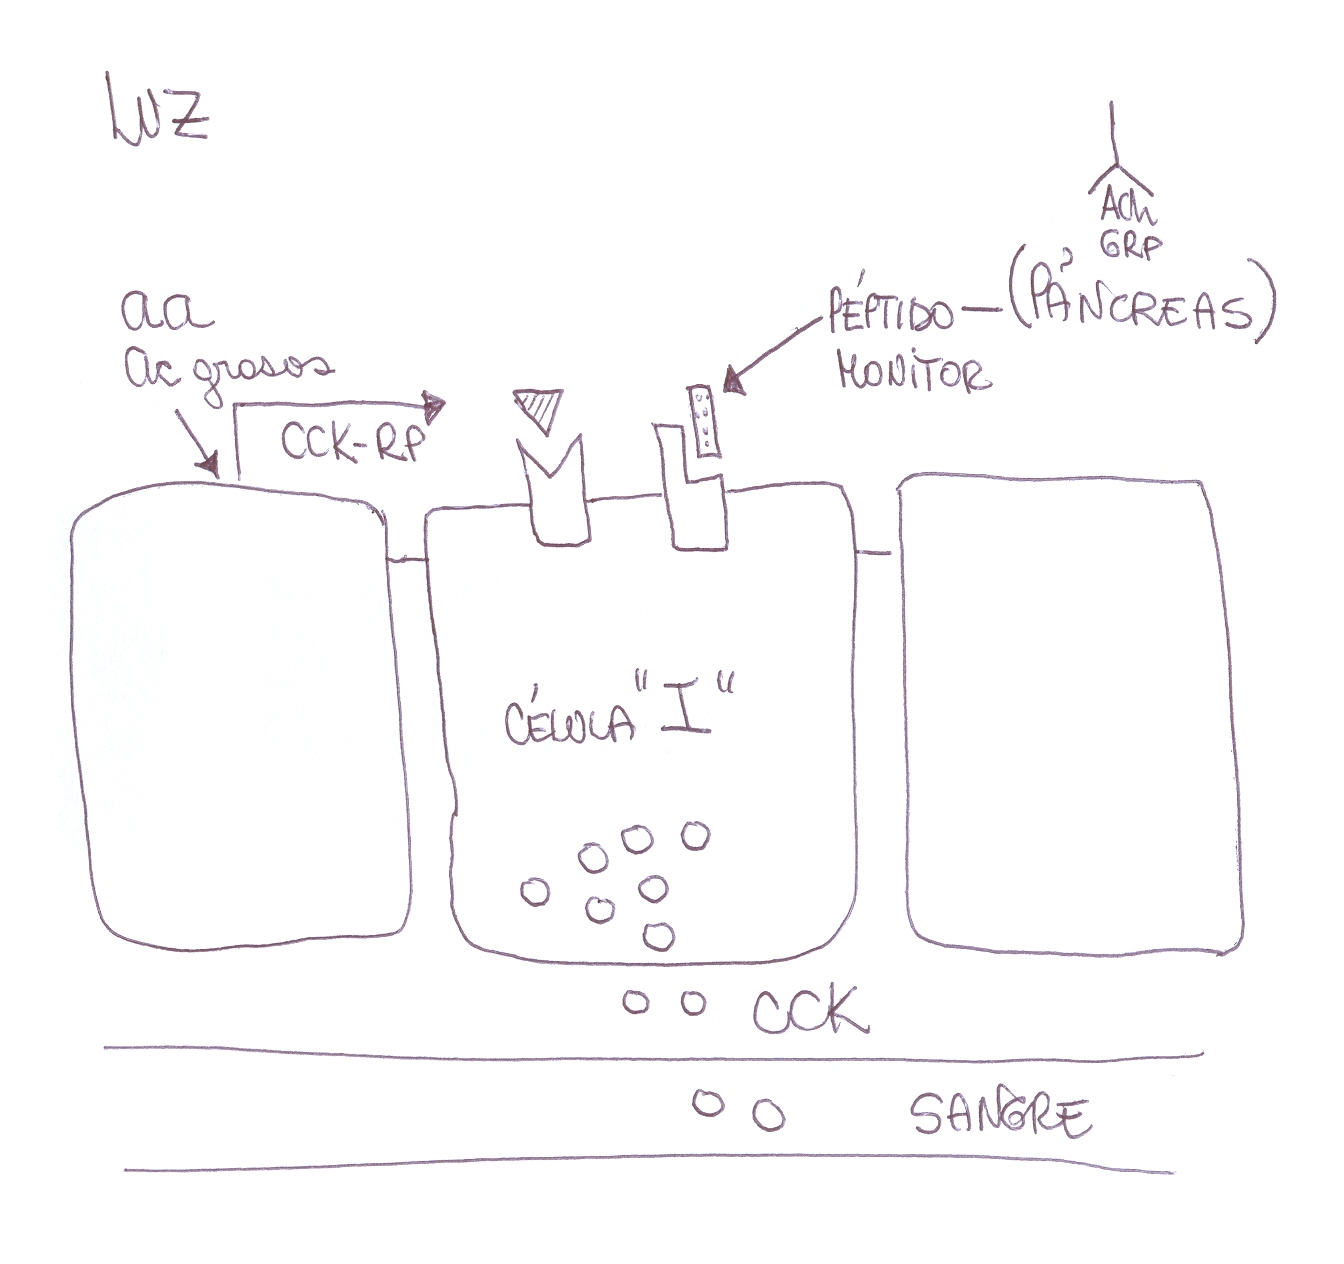 LUZ
ACh
GRP
aa
ac grasos
CCK-RP
PÉPTIDO — (PÁNCREAS)
MONITOR
CÉLULA "I"
CCK
SANGRE